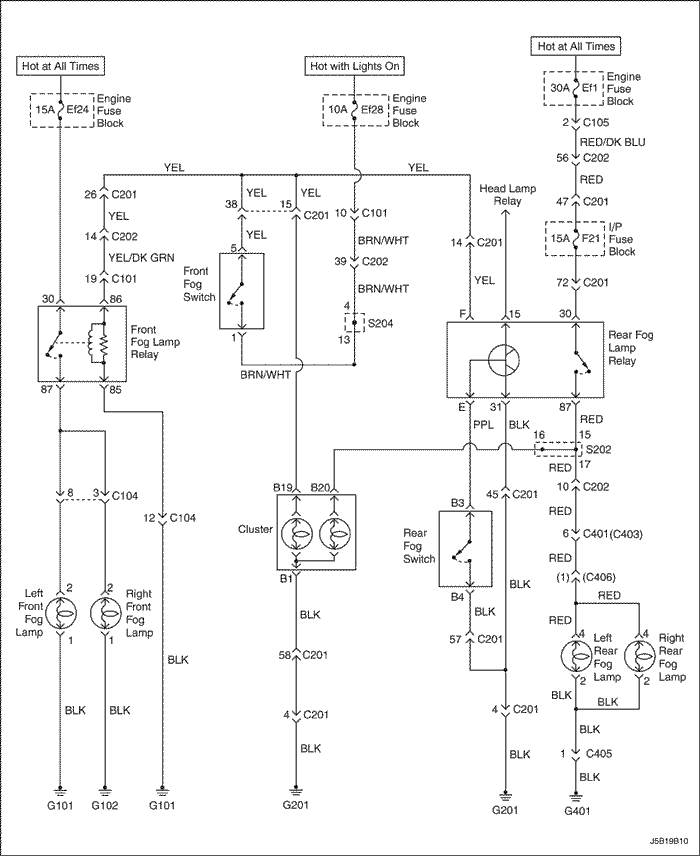 Hot at All Times
Hot with Lights On
Hot at All Times
15A Ef24
Engine
Fuse
Block
10A Ef28
Engine
Fuse
Block
30A Ef1
Engine
Fuse
Block
2 C105
RED/DK BLU
56 C202
RED
47 C201
15A F21
I/P
Fuse
Block
72 C201
YEL
YEL
26 C201
YEL
14 C202
YEL/DK GRN
19 C101
YEL
38
YEL
15
C201
YEL
5
Front
Fog
Switch
1
BRN/WHT
10 C101
BRN/WHT
39 C202
BRN/WHT
4
S204
13
Head Lamp
Relay
14 C201
YEL
30
86
Front
Fog Lamp
Relay
87
85
F
15
30
Rear Fog
Lamp
Relay
E
31
87
PPL
BLK
RED
16
15
S202
17
RED
10 C202
RED
6 C401(C403)
RED
(1) (C406)
RED
RED
8
3 C104
12 C104
B19
B20
Cluster
B1
BLK
58 C201
4 C201
BLK
G201
45 C201
B3
Rear
Fog
Switch
B4
BLK
BLK
57 C201
4 C201
BLK
G201
Left
Front
Fog
Lamp
2
1
2
1
Right
Front
Fog
Lamp
BLK
BLK
BLK
G101
G102
G101
4
Left
Rear
Fog
Lamp
2
4
Right
Rear
Fog
Lamp
2
BLK
BLK
BLK
1 C405
BLK
G401
J5B19B10